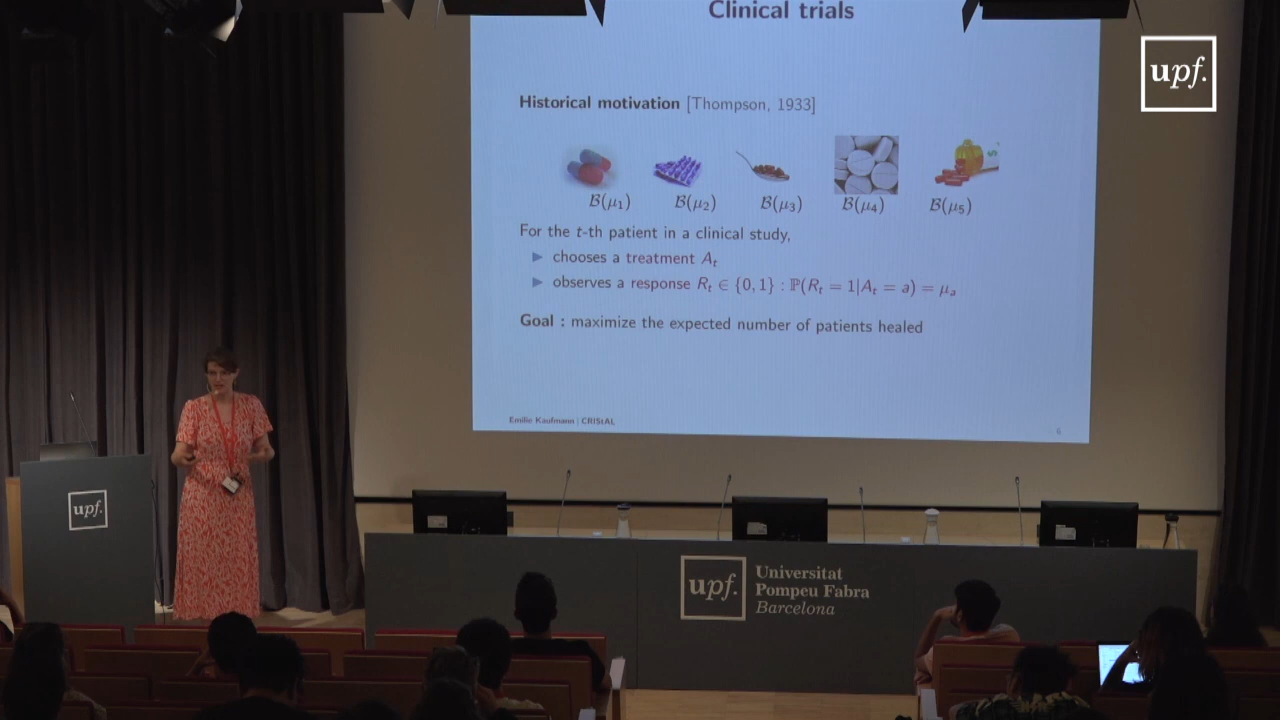 Clinical trials
upf.
Historical motivation [Thompson, 1933]
B(μ1) B(μ2) B(μ3) B(μ4) B(μ5)
For the t-th patient in a clinical study,
▶ chooses a treatment At
▶ observes a response Rt ∈ {0, 1} : ℙ(Rt = 1|At = a) = μa
Goal : maximize the expected number of patients healed
Emilie Kaufmann | CRIStAL
6
upf.
upf.
Universitat
Pompeu Fabra
Barcelona